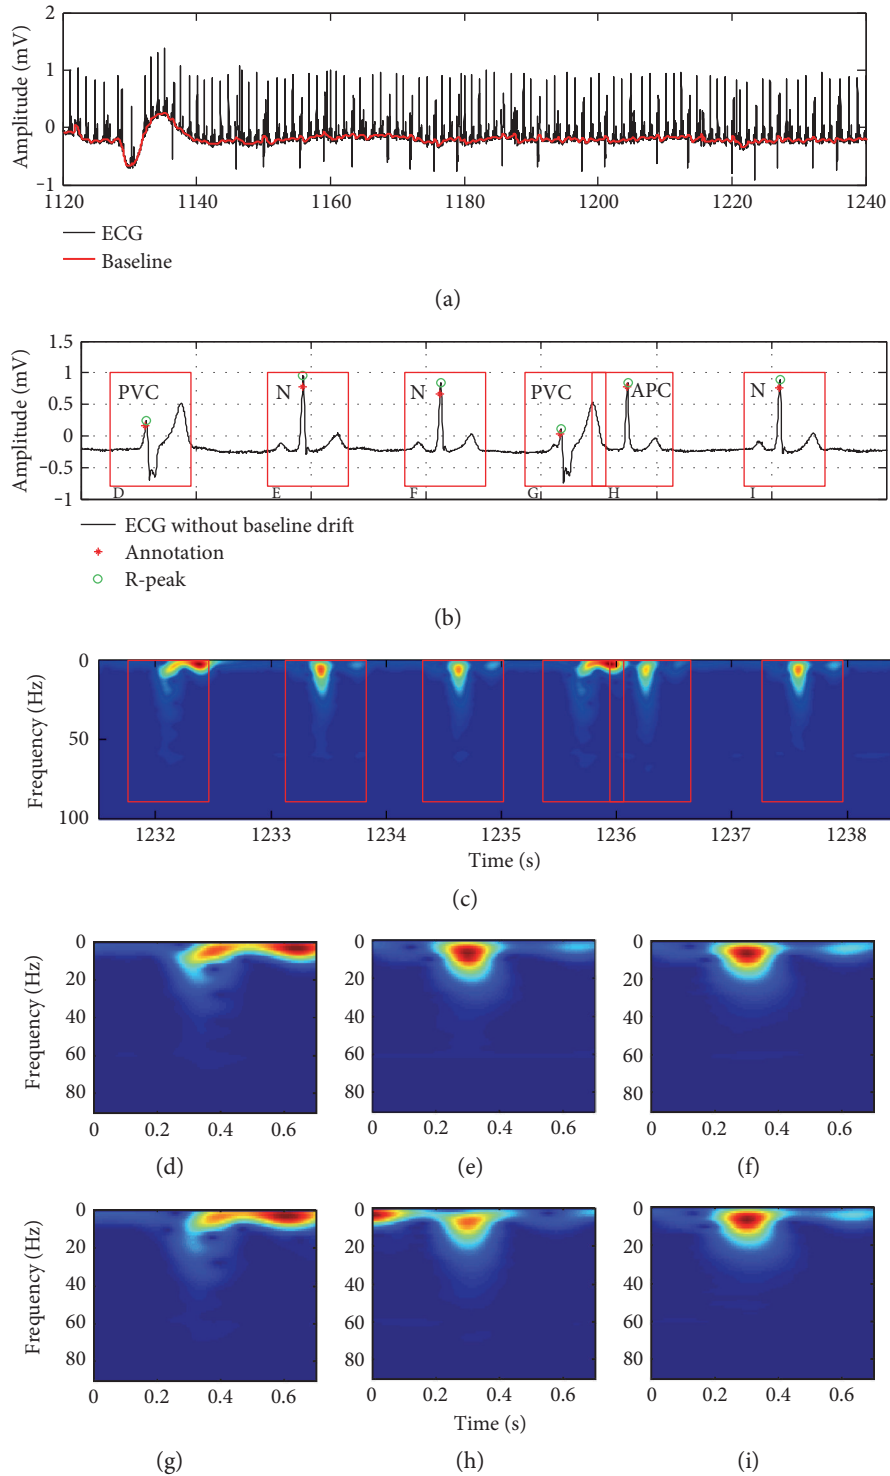 2
1
0
−1
Amplitude (mV)
1120 1140 1160 1180 1200 1220 1240
ECG
Baseline
(a)
1.5
1
0.5
0
−0.5
−1
Amplitude (mV)
PVC N N PVC APC N
D E F G H I
ECG without baseline drift
Annotation
R-peak
(b)
0
50
100
Frequency (Hz)
1232 1233 1234 1235 1236 1237 1238
Time (s)
(c)
0
20
40
60
80
Frequency (Hz)
0 0.2 0.4 0.6
(d)
0
20
40
60
80
0 0.2 0.4 0.6
(e)
0
20
40
60
80
0 0.2 0.4 0.6
(f)
0
20
40
60
80
Frequency (Hz)
0 0.2 0.4 0.6
(g)
0
20
40
60
80
0 0.2 0.4 0.6
Time (s)
(h)
0
20
40
60
80
0 0.2 0.4 0.6
(i)